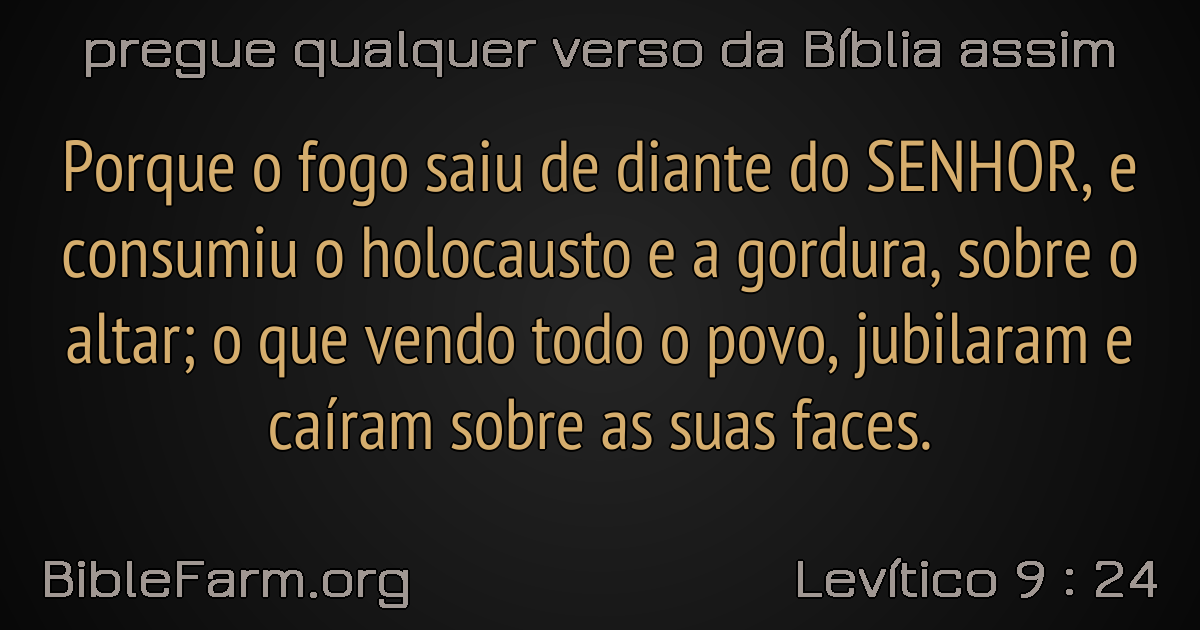 pregue qualquer verso da Bíblia assim
Porque o fogo saiu de diante do SENHOR, e
consumiu o holocausto e a gordura, sobre o
altar; o que vendo todo o povo, jubilaram e
caíram sobre as suas faces.
BibleFarm.org
Levítico 9 : 24